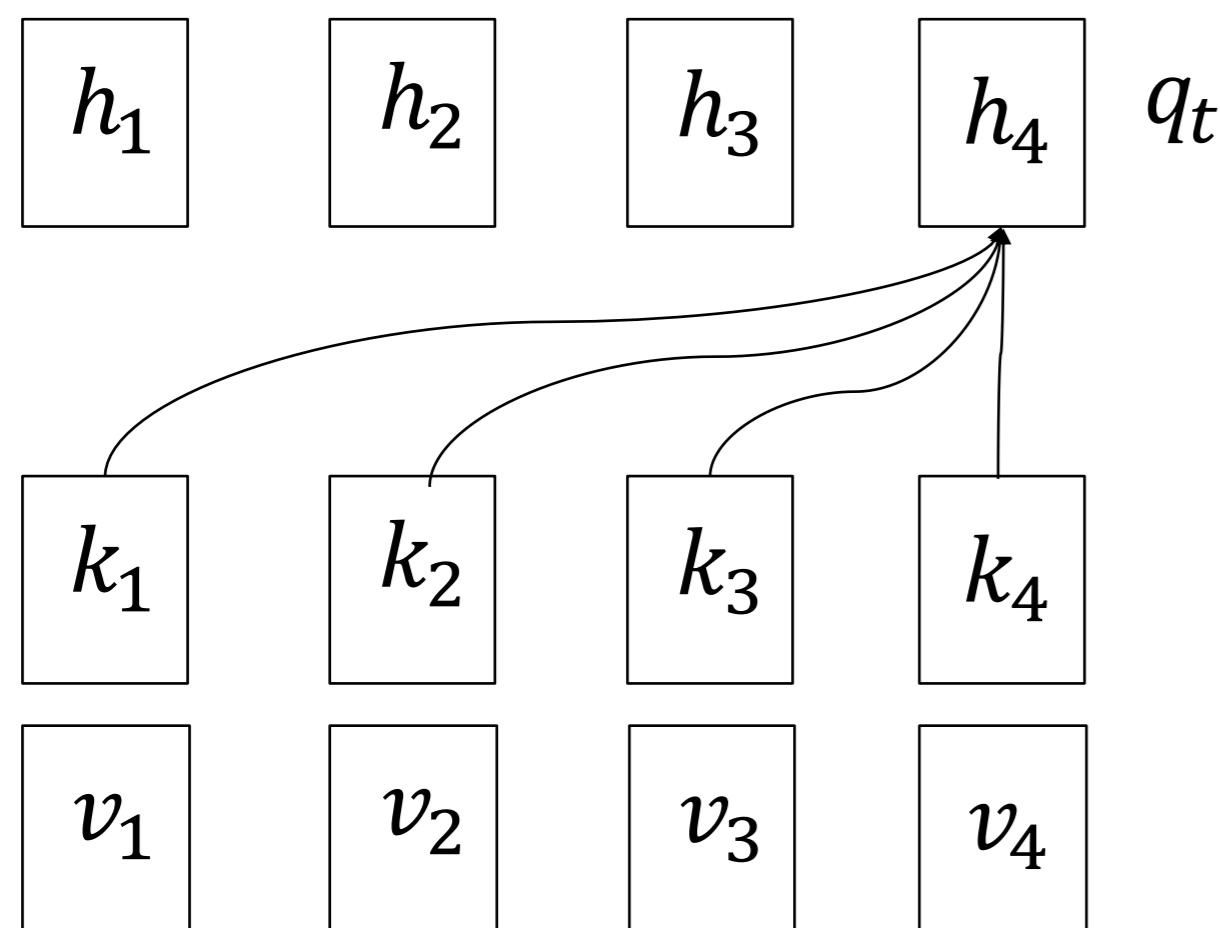 h₁ h₂ h₃ h₄ qₜ
k₁ k₂ k₃ k₄
v₁ v₂ v₃ v₄